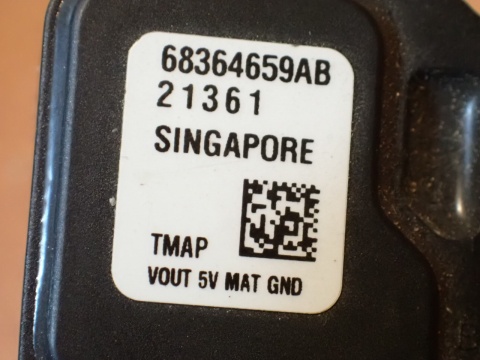 68364659AB
21361
SINGAPORE
TMAP
VOUT 5V MAT GND